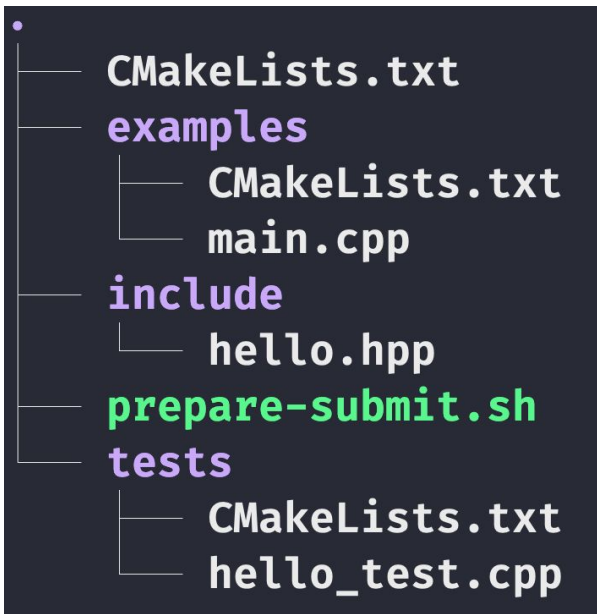 .
CMakeLists.txt
examples
CMakeLists.txt
main.cpp
include
hello.hpp
prepare-submit.sh
tests
CMakeLists.txt
hello_test.cpp